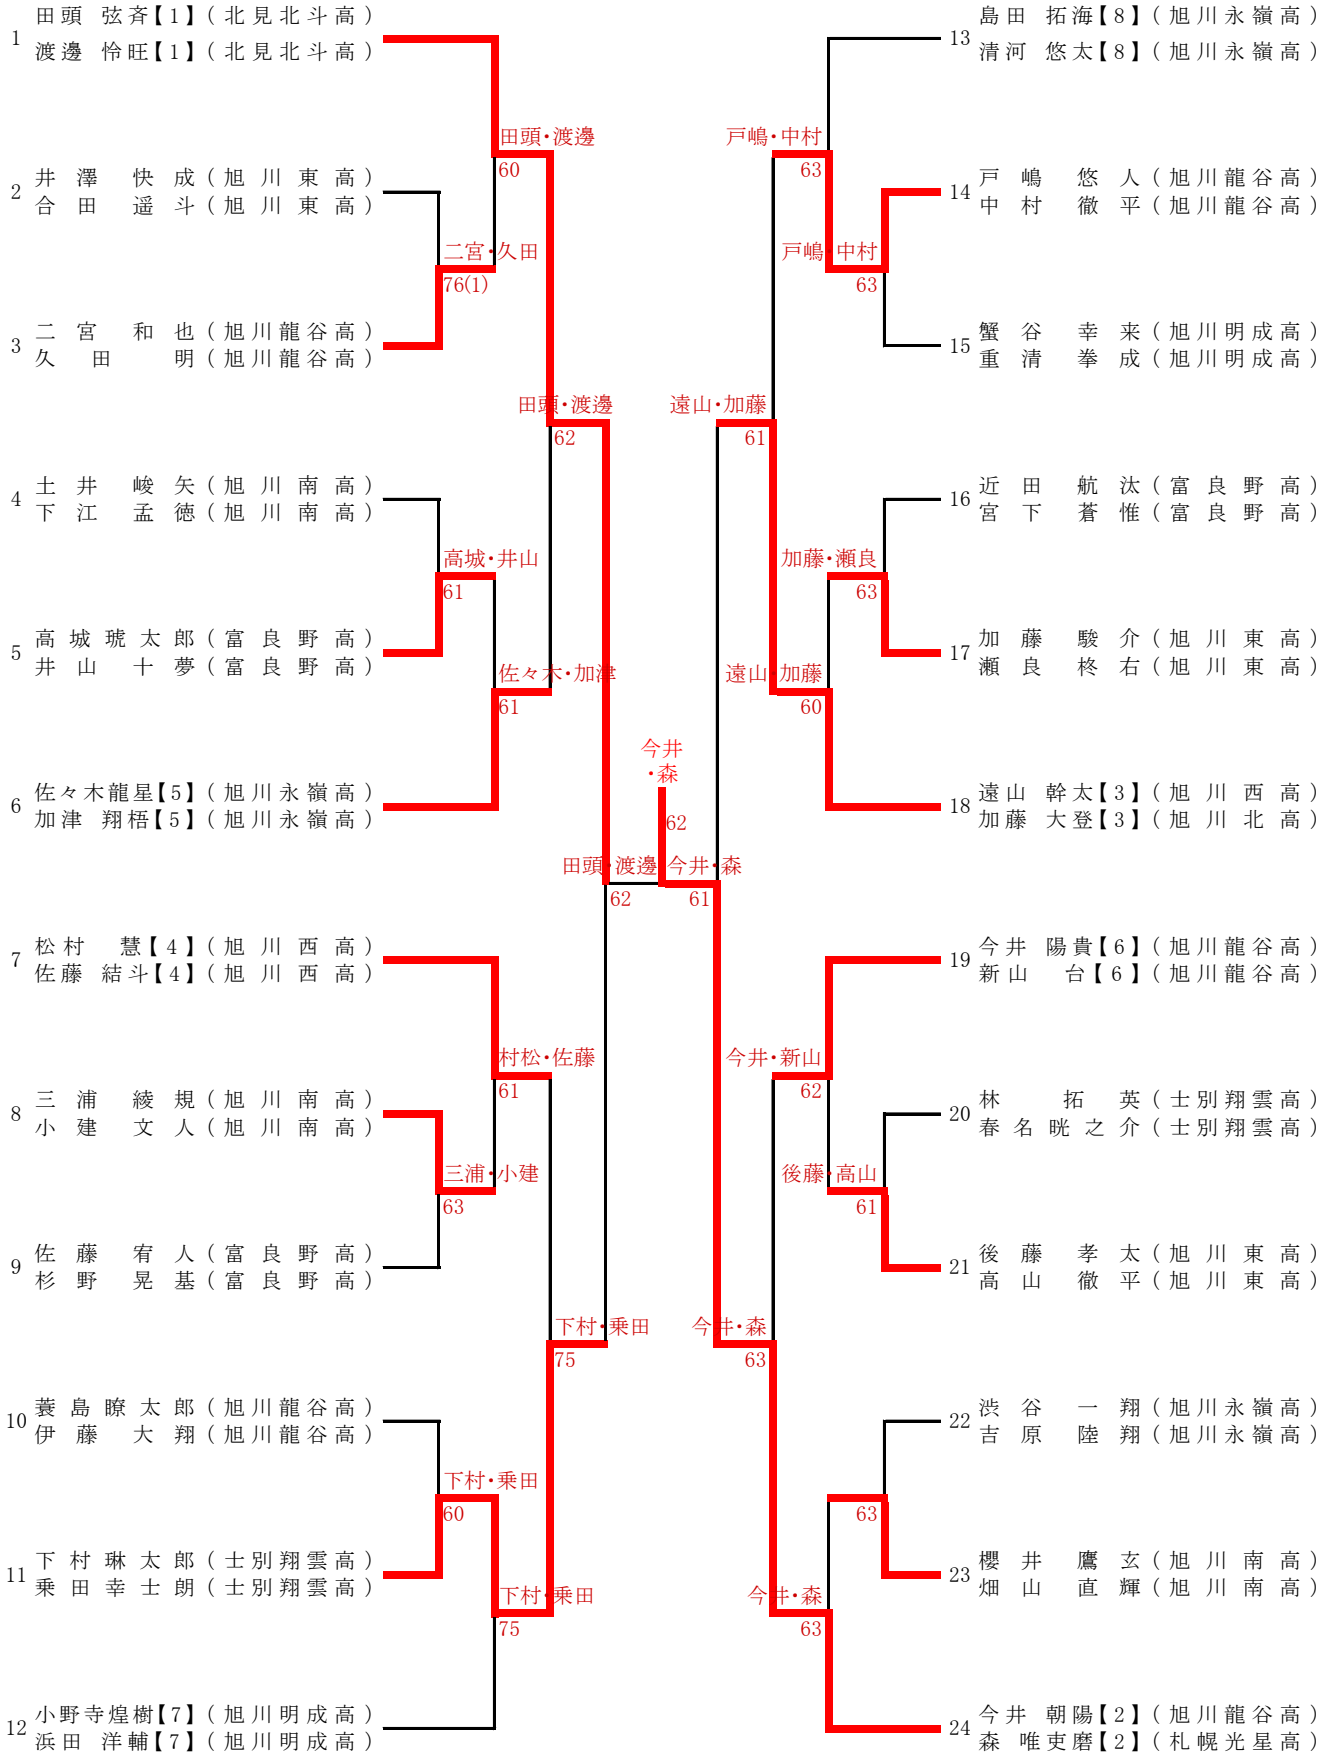 田頭 弦斉【1】(北見北斗高)
1
渡邊 怜旺【1】(北見北斗高)
田頭・渡邊
60
井澤 快成(旭川東高)
2
合田 遥斗(旭川東高)
二宮・久田
76(1)
二宮 和也(旭川龍谷高)
3
久田 明(旭川龍谷高)
田頭・渡邊
62
土井 峻矢(旭川南高)
4
下江 孟徳(旭川南高)
高城・井山
61
高城琥太郎(富良野高)
5
井山 十夢(富良野高)
佐々木・加津
61
佐々木龍星【5】(旭川永嶺高)
6
加津 翔梧【5】(旭川永嶺高)
田頭・渡邊
62
松村 慧【4】(旭川西高)
7
佐藤 結斗【4】(旭川西高)
村松・佐藤
61
三浦 綾規(旭川南高)
8
小建 文人(旭川南高)
三浦・小建
63
佐藤 宥人(富良野高)
9
杉野 晃基(富良野高)
下村・乗田
75
蓑島瞭太郎(旭川龍谷高)
10
伊藤 大翔(旭川龍谷高)
下村・乗田
60
下村琳太郎(士別翔雲高)
11
乗田幸士朗(士別翔雲高)
下村・乗田
75
小野寺煌樹【7】(旭川明成高)
12
浜田 洋輔【7】(旭川明成高)
今井
・森
62
島田 拓海【8】(旭川永嶺高)
13
清河 悠太【8】(旭川永嶺高)
戸嶋・中村
63
戸嶋 悠人(旭川龍谷高)
14
中村 徹平(旭川龍谷高)
戸嶋・中村
63
蟹谷 幸来(旭川明成高)
15
重清 拳成(旭川明成高)
遠山・加藤
61
近田 航汰(富良野高)
16
宮下 蒼惟(富良野高)
加藤・瀬良
63
加藤 駿介(旭川東高)
17
瀬良 柊右(旭川東高)
遠山・加藤
60
遠山 幹太【3】(旭川西高)
18
加藤 大登【3】(旭川北高)
今井・森
61
今井 陽貴【6】(旭川龍谷高)
19
新山 台【6】(旭川龍谷高)
今井・新山
62
林 拓英(士別翔雲高)
20
春名晄之介(士別翔雲高)
後藤・高山
61
後藤 孝太(旭川東高)
21
高山 徹平(旭川東高)
今井・森
63
渋谷 一翔(旭川永嶺高)
22
吉原 陸翔(旭川永嶺高)
63
櫻井 鷹玄(旭川南高)
23
畑山 直輝(旭川南高)
今井・森
63
今井 朝陽【2】(旭川龍谷高)
24
森 唯吏磨【2】(札幌光星高)